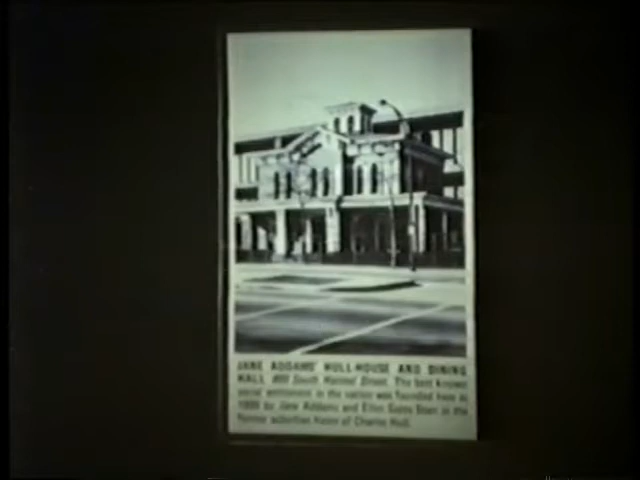 JANE ADDAMS' HULL-HOUSE AND DINING
HALL 800 South Halsted Street. The best known
social settlement in the nation was founded here in
1889 by Jane Addams and Ellen Gates Starr in the
former suburban home of Charles Hull.